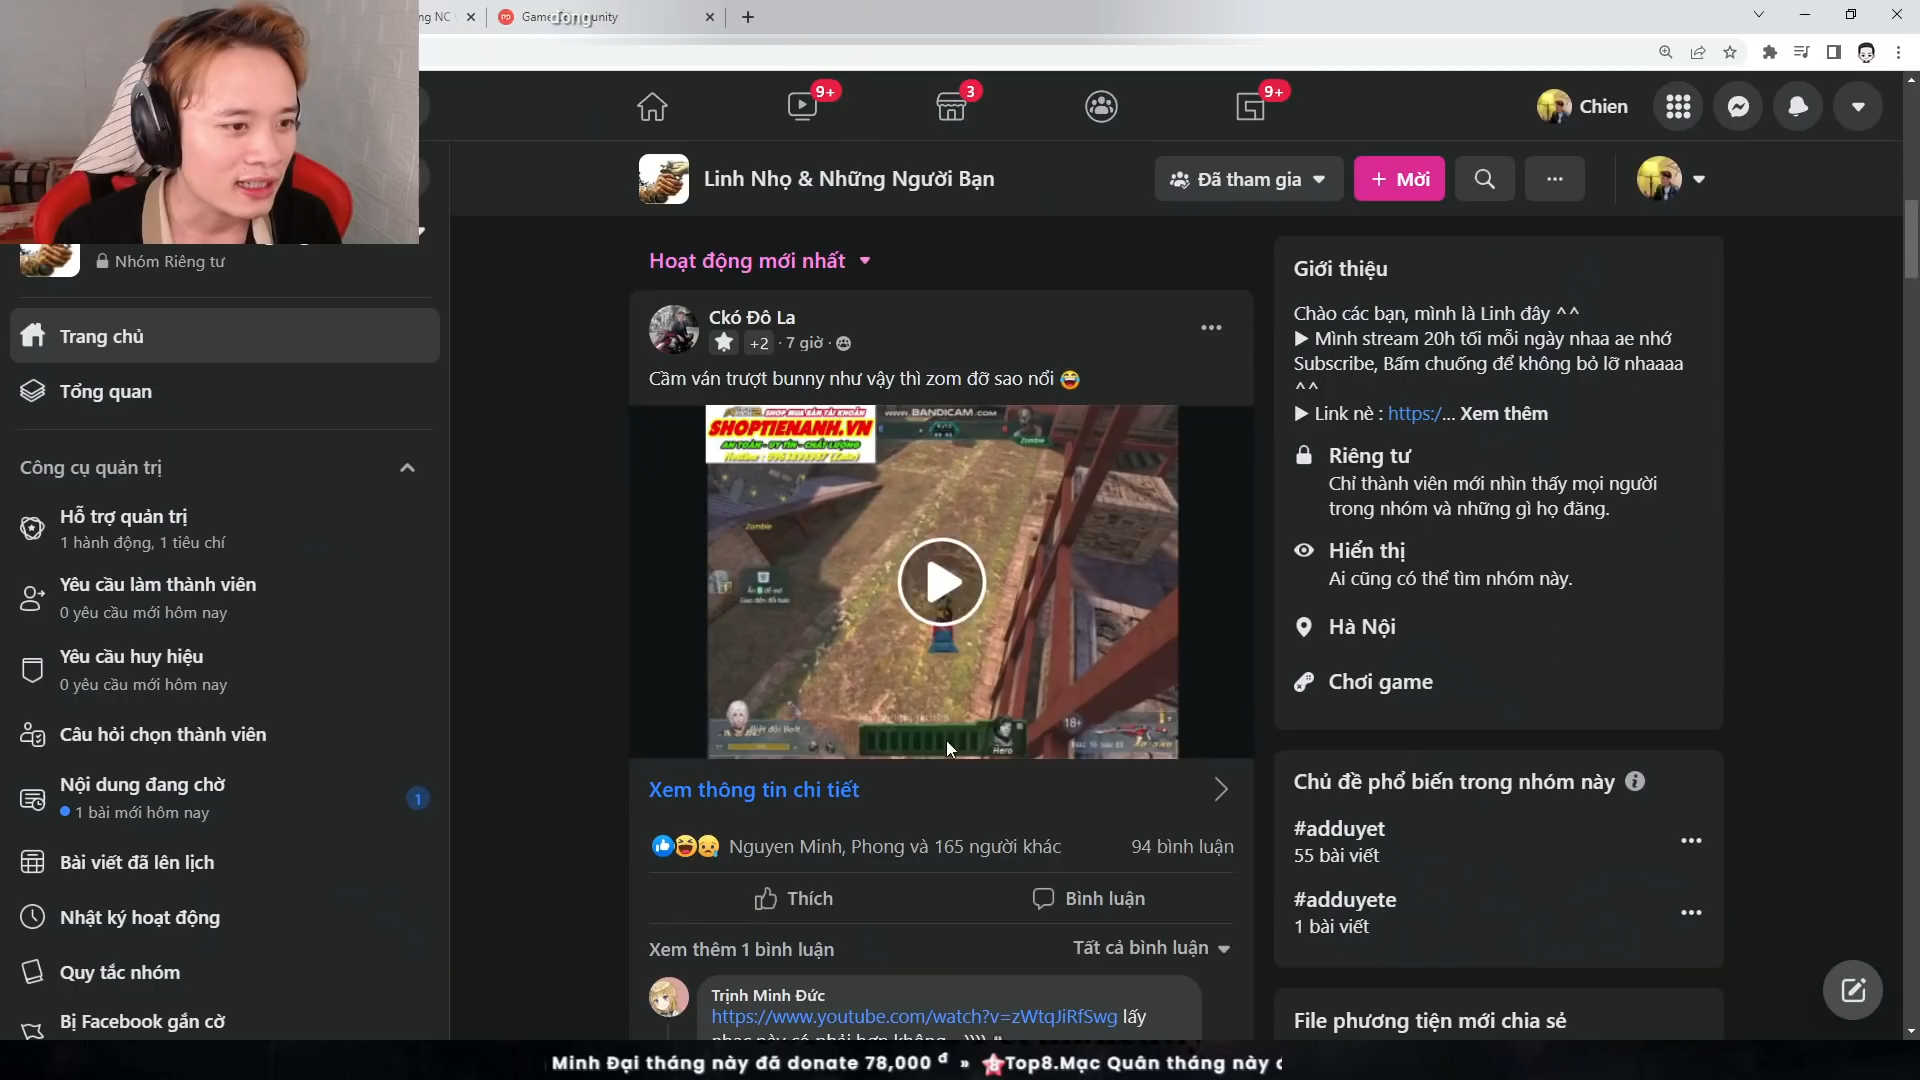 ng NC
Game
unity
đông
9+
3
9+
Chien
Linh Nhọ & Những Người Bạn
Đã tham gia
+ Mời
Nhóm Riêng tư
Trang chủ
Tổng quan
Công cụ quản trị
Hỗ trợ quản trị
1 hành động, 1 tiêu chí
Yêu cầu làm thành viên
0 yêu cầu mới hôm nay
Yêu cầu huy hiệu
0 yêu cầu mới hôm nay
Câu hỏi chọn thành viên
Nội dung đang chờ
1 bài mới hôm nay
1
Bài viết đã lên lịch
Nhật ký hoạt động
Quy tắc nhóm
Bị Facebook gắn cờ
Hoạt động mới nhất
Ckó Đô La
+2 · 7 giờ ·
Cầm ván trượt bunny như vậy thì zom đỡ sao nổi 😂
SHOP MUA BÁN TÀI KHOẢN
SHOPTIENANH.VN
AN TOÀN - UY TÍN - CHẤT LƯỢNG
www.BANDICAM.com
Zombie
Zombie
Hero
18+
Xem thông tin chi tiết
Nguyen Minh, Phong và 165 người khác
94 bình luận
Thích
Bình luận
Xem thêm 1 bình luận
Tất cả bình luận
Trịnh Minh Đức
https://www.youtube.com/watch?v=zWtqJiRfSwg lấy
Giới thiệu
Chào các bạn, mình là Linh đây ^^
▶ Mình stream 20h tối mỗi ngày nhaa ae nhớ
Subscribe, Bấm chuống để không bỏ lỡ nhaaaa
^^
▶ Link nè : https:/... Xem thêm
Riêng tư
Chỉ thành viên mới nhìn thấy mọi người
trong nhóm và những gì họ đăng.
Hiển thị
Ai cũng có thể tìm nhóm này.
Hà Nội
Chơi game
Chủ đề phổ biến trong nhóm này
#adduyet
55 bài viết
#adduyete
1 bài viết
File phương tiện mới chia sẻ
Minh Đại tháng này đã donate 78,000 đ » 8 Top8.Mạc Quân tháng này